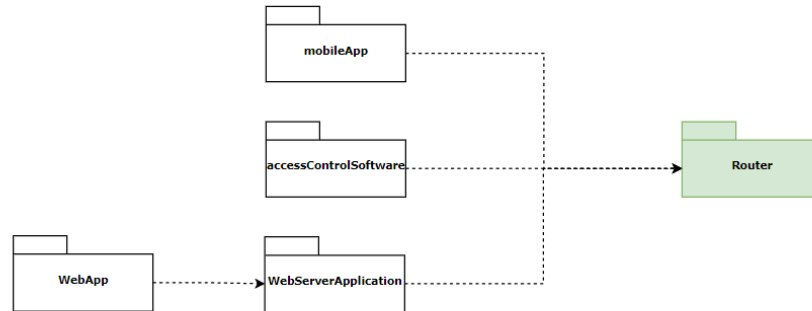 mobileApp
accessControlSoftware
Router
WebApp
WebServerApplication